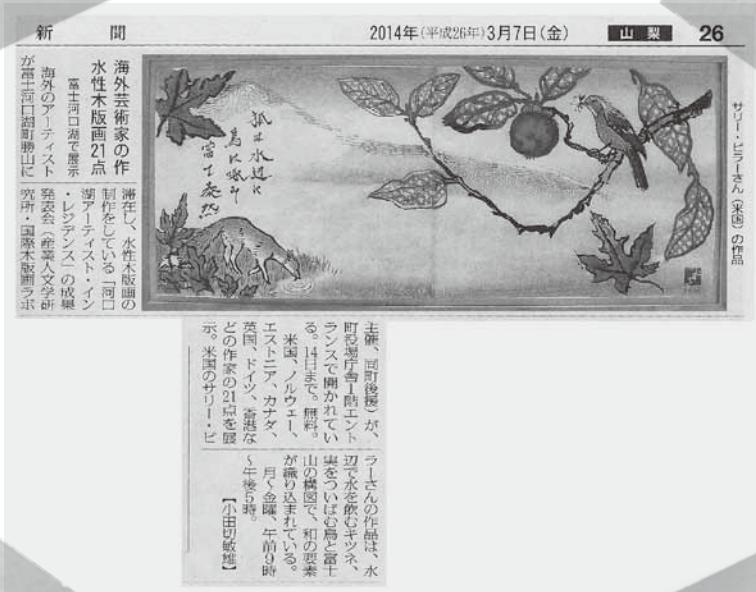 新　聞
2014年(平成26年)3月7日(金)
山梨
26
海外芸術家の作
水性木版画21点
富士河口湖で展示
海外のアーティスト
が富士河口湖町勝山に
滞在し、水性木版画の
制作をしている「河口
湖アーティスト・イン
・レジデンス」の成果
発表会（産業人文学研
究所・国際木版画ラボ
主催、同町後援）が、
町役場庁舎1階エント
ランスで開かれてい
る。14日まで。無料。
米国、ノルウェー、
エストニア、カナダ、
英国、ドイツ、香港な
どの作家の21点を展
示。米国のサリー・ピ
ラーさんの作品は、水
辺で水を飲むキツネ、
実をついばむ鳥と富士
山の構図で、和の要素
が織り込まれている。
月〜金曜、午前9時
〜午後5時。
【小田切敏雄】
サリー・ピラーさん（米国）の作品
狐は水辺に